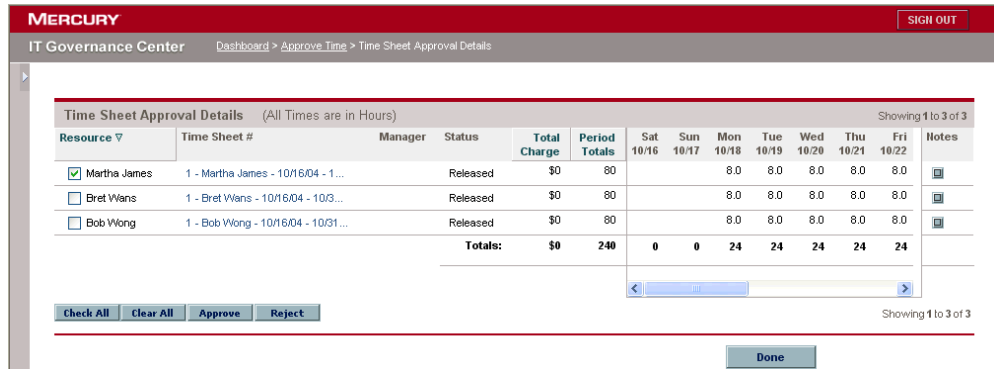 MERCURY
SIGN OUT
IT Governance Center Dashboard > Approve Time > Time Sheet Approval Details
Time Sheet Approval Details (All Times are in Hours) Showing 1 to 3 of 3
Resource Time Sheet # Manager Status Total Charge Period Totals Sat 10/16 Sun 10/17 Mon 10/18 Tue 10/19 Wed 10/20 Thu 10/21 Fri 10/22 Notes
Martha James 1 - Martha James - 10/16/04 - 1... Released $0 80 8.0 8.0 8.0 8.0 8.0
Bret Wans 1 - Bret Wans - 10/16/04 - 10/3... Released $0 80 8.0 8.0 8.0 8.0 8.0
Bob Wong 1 - Bob Wong - 10/16/04 - 10/31... Released $0 80 8.0 8.0 8.0 8.0 8.0
Totals: $0 240 0 0 24 24 24 24 24
Check All Clear All Approve Reject Showing 1 to 3 of 3
Done